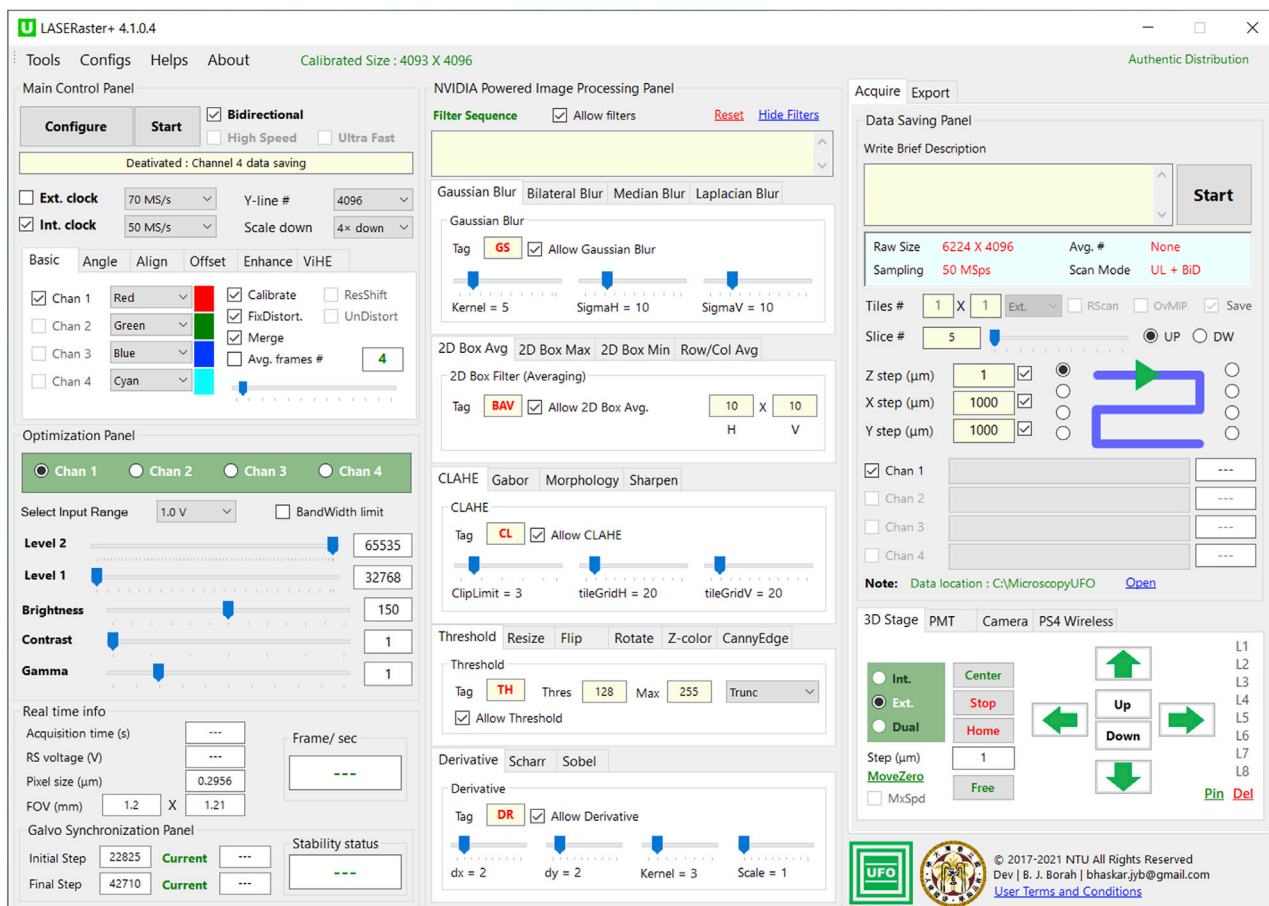 LASERaster+ 4.1.0.4
Tools Configs Helps About Calibrated Size : 4093 X 4096 Authentic Distribution
Main Control Panel
Configure Start Bidirectional
High Speed Ultra Fast
Deativated : Channel 4 data saving
Ext. clock 70 MS/s Y-line # 4096
Int. clock 50 MS/s Scale down 4× down
Basic Angle Align Offset Enhance ViHE
Chan 1 Red Calibrate ResShift
Chan 2 Green FixDistort. UnDistort
Chan 3 Blue Merge
Chan 4 Cyan Avg. frames # 4
Optimization Panel
Chan 1 Chan 2 Chan 3 Chan 4
Select Input Range 1.0 V BandWidth limit
Level 2 65535
Level 1 32768
Brightness 150
Contrast 1
Gamma 1
Real time info
Acquisition time (s) ---
RS voltage (V) ---
Pixel size (µm) 0.2956
FOV (mm) 1.2 X 1.21
Frame/ sec
---
Galvo Synchronization Panel
Initial Step 22825 Current ---
Final Step 42710 Current ---
Stability status
---
NVIDIA Powered Image Processing Panel
Filter Sequence Allow filters Reset Hide Filters
Gaussian Blur Bilateral Blur Median Blur Laplacian Blur
Gaussian Blur
Tag GS Allow Gaussian Blur
Kernel = 5 SigmaH = 10 SigmaV = 10
2D Box Avg 2D Box Max 2D Box Min Row/Col Avg
2D Box Filter (Averaging)
Tag BAV Allow 2D Box Avg. 10 X 10
H V
CLAHE Gabor Morphology Sharpen
CLAHE
Tag CL Allow CLAHE
ClipLimit = 3 tileGridH = 20 tileGridV = 20
Threshold Resize Flip Rotate Z-color CannyEdge
Threshold
Tag TH Thres 128 Max 255 Trunc
Allow Threshold
Derivative Scharr Sobel
Derivative
Tag DR Allow Derivative
dx = 2 dy = 2 Kernel = 3 Scale = 1
Acquire Export
Data Saving Panel
Write Brief Description
Start
Raw Size 6224 X 4096 Avg. # None
Sampling 50 MSps Scan Mode UL + BiD
Tiles # 1 X 1 Ext. RScan OvMIP Save
Slice # 5 UP DW
Z step (µm) 1
X step (µm) 1000
Y step (µm) 1000
Chan 1 ---
Chan 2 ---
Chan 3 ---
Chan 4 ---
Note: Data location : C:\MicroscopyUFO Open
3D Stage PMT Camera PS4 Wireless
Int. Center
Ext. Stop
Dual Home
Step (µm) 1
MoveZero
MxSpd Free
Up
Down
L1
L2
L3
L4
L5
L6
L7
L8
Pin Del
UFO
© 2017-2021 NTU All Rights Reserved
Dev | B. J. Borah | bhaskar.jyb@gmail.com
User Terms and Conditions